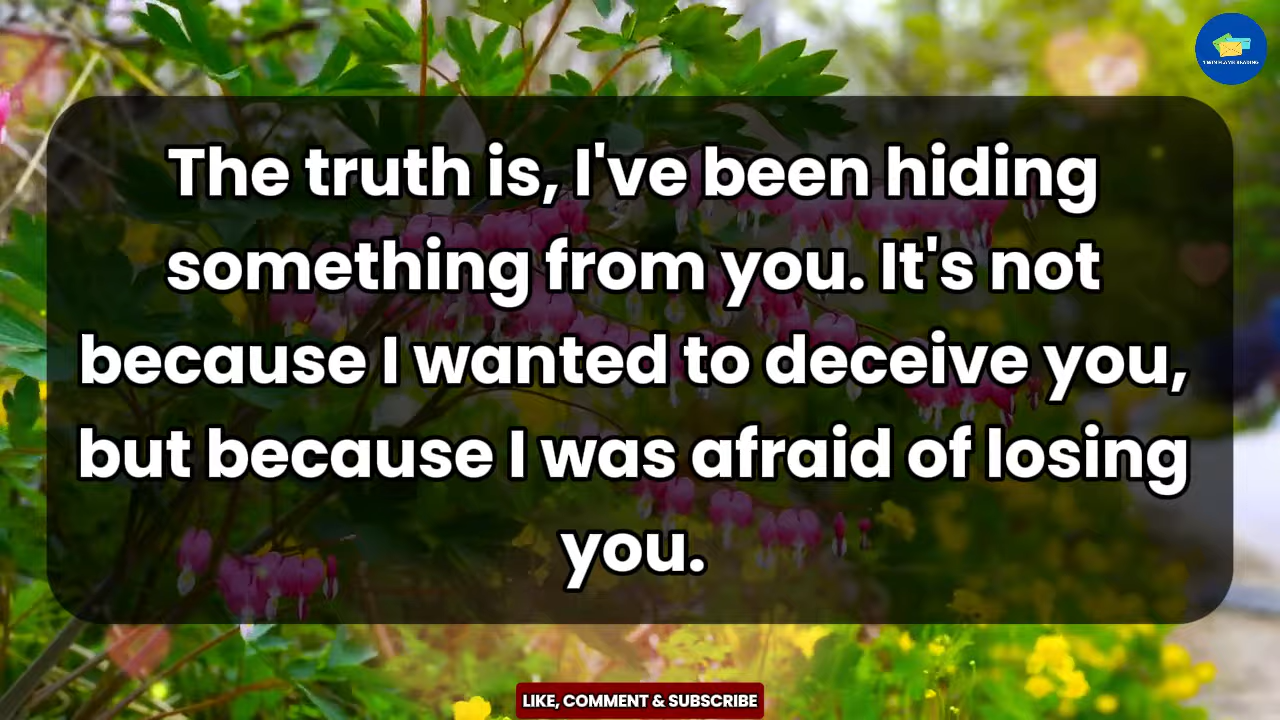 The truth is, I've been hiding
something from you. It's not
because I wanted to deceive you,
but because I was afraid of losing
you.
LIKE, COMMENT & SUBSCRIBE